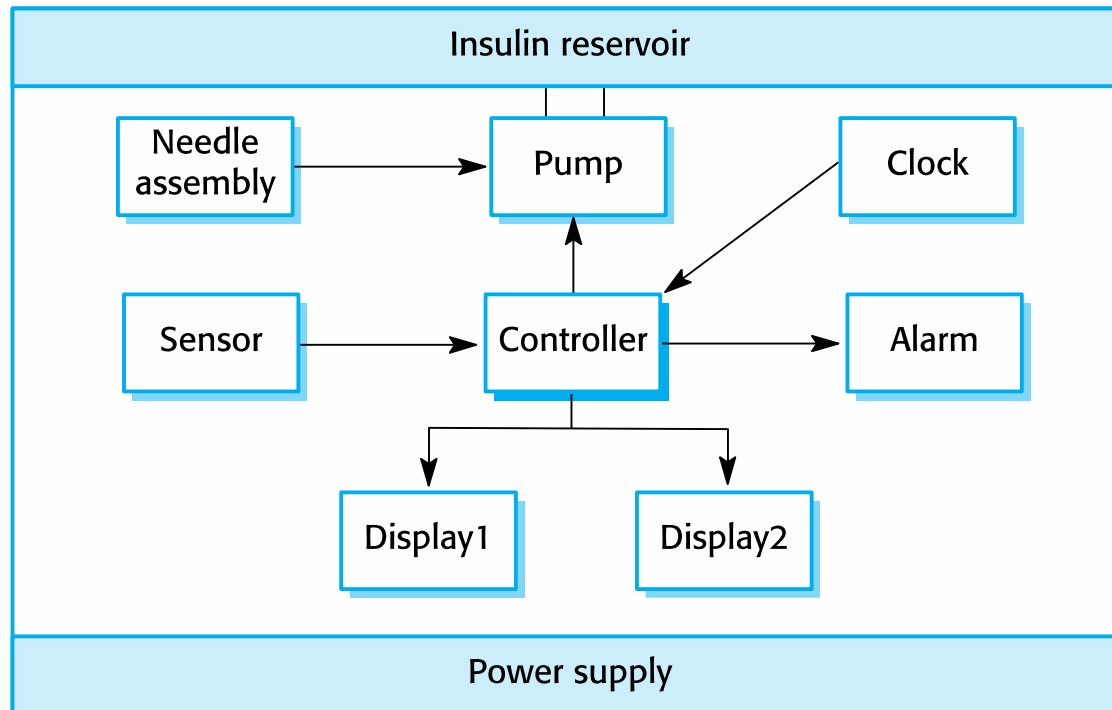 Insulin reservoir
Needle
assembly
Pump
Clock
Sensor
Controller
Alarm
Display1
Display2
Power supply